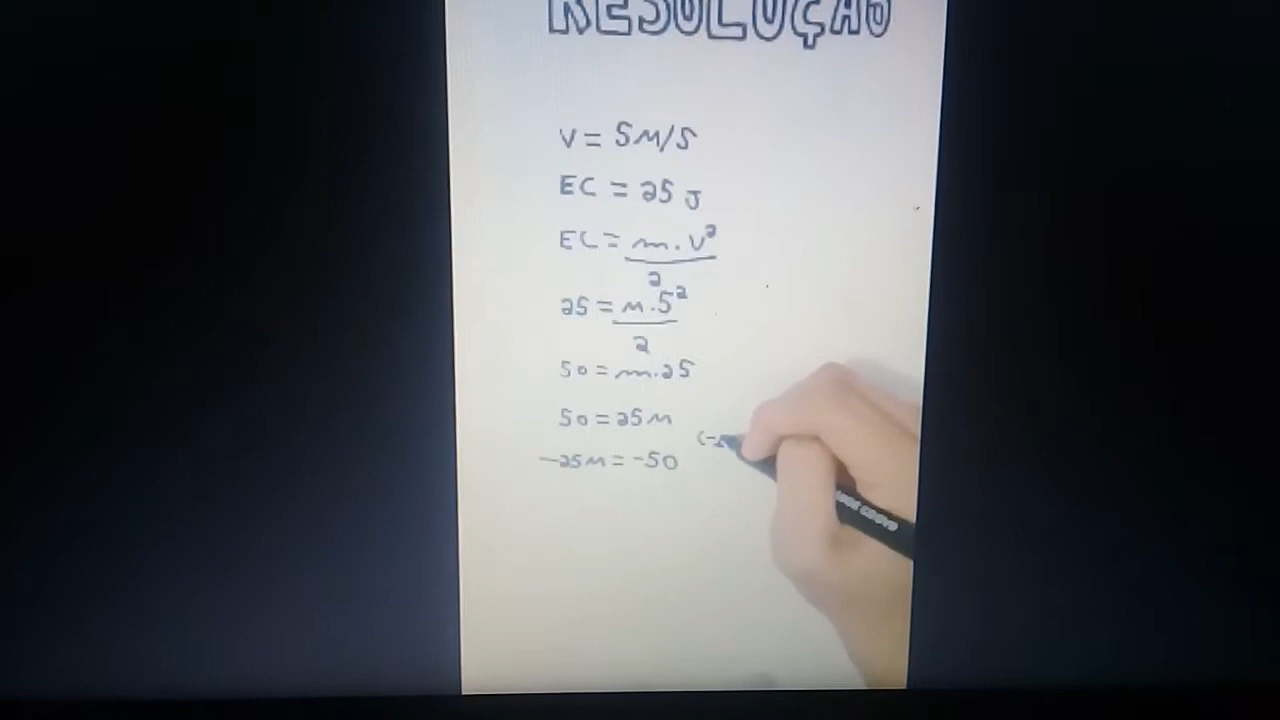 RESOLUÇÃO
V = 5M/S
EC = 25 J
EC = m.v²
2
25 = m.5²
2
50 = m.25
50 = 25M
-25M = -50